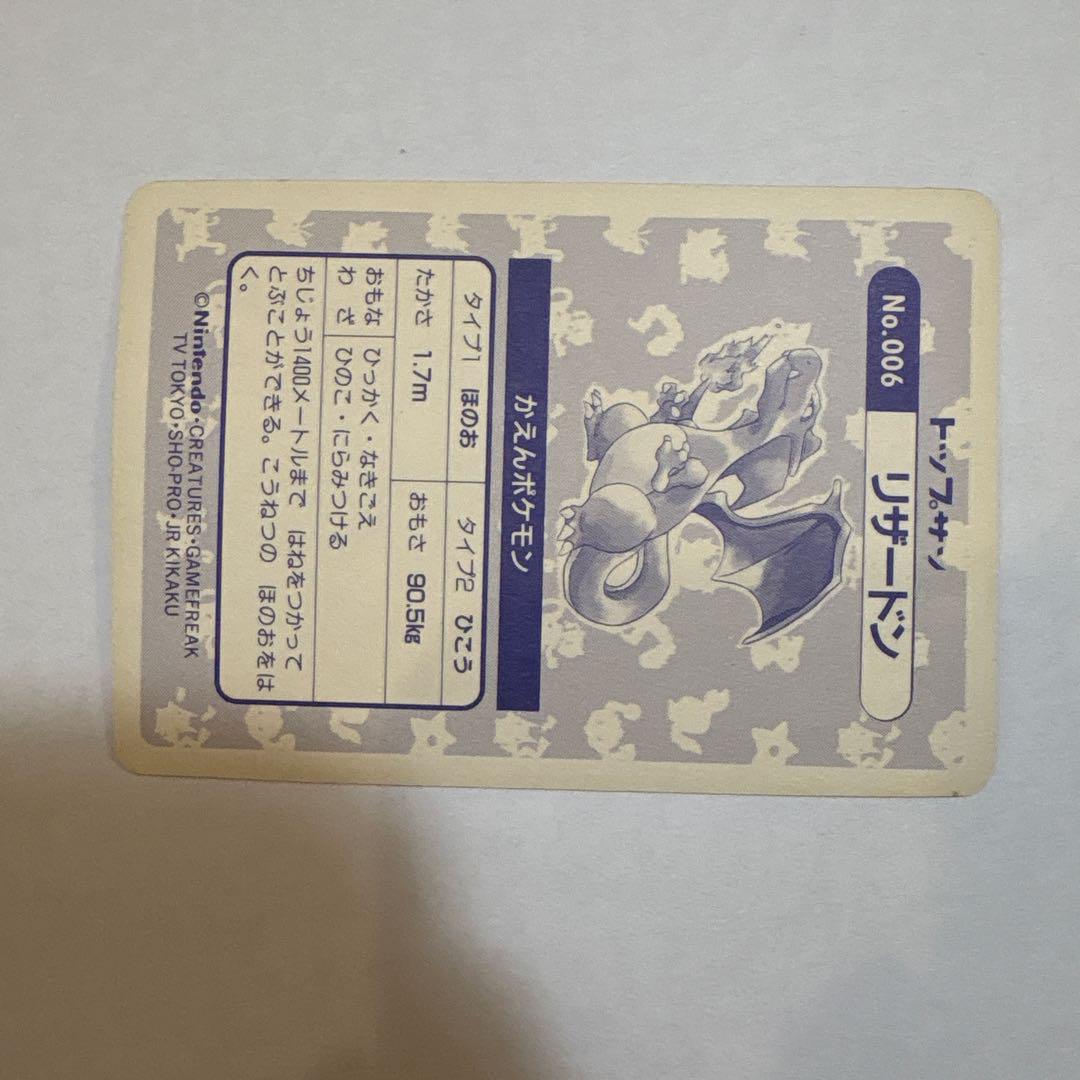 トップサン
No.006 リザードン
かえんポケモン
タイプ1 ほのお タイプ2 ひこう
たかさ 1.7m おもさ 90.5kg
おもな ひっかく・なきごえ
わ ざ ひのこ・にらみつける
ちじょう1400メートルまで はねをつかって
とぶことができる。こうねつの ほのおをは
く。
©Nintendo・CREATURES・GAMEFREAK
TV TOKYO・SHO-PRO・JR KIKAKU